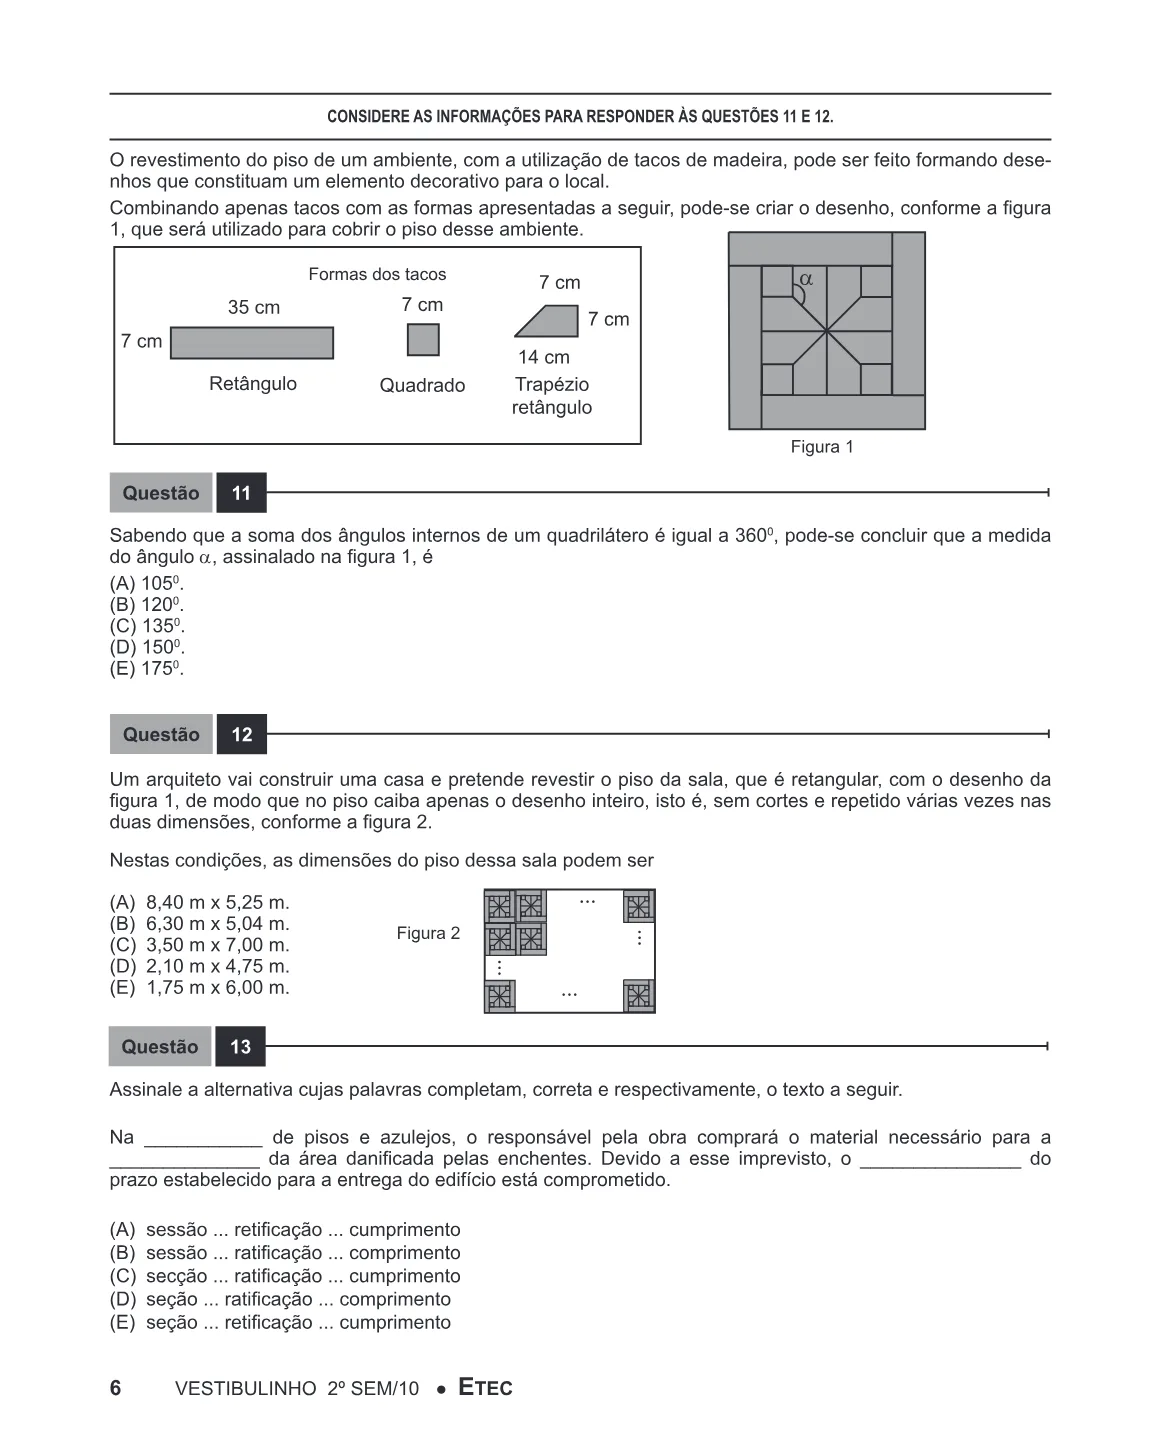 CONSIDERE AS INFORMAÇÕES PARA RESPONDER ÀS QUESTÕES 11 E 12.
O revestimento do piso de um ambiente, com a utilização de tacos de madeira, pode ser feito formando dese-
nhos que constituam um elemento decorativo para o local.
Combinando apenas tacos com as formas apresentadas a seguir, pode-se criar o desenho, conforme a figura
1, que será utilizado para cobrir o piso desse ambiente.
Formas dos tacos
35 cm
7 cm
Retângulo
7 cm
Quadrado
7 cm
7 cm
14 cm
Trapézio
retângulo
α
Figura 1
Questão 11
Sabendo que a soma dos ângulos internos de um quadrilátero é igual a 360⁰, pode-se concluir que a medida
do ângulo α, assinalado na figura 1, é
(A) 105⁰.
(B) 120⁰.
(C) 135⁰.
(D) 150⁰.
(E) 175⁰.
Questão 12
Um arquiteto vai construir uma casa e pretende revestir o piso da sala, que é retangular, com o desenho da
figura 1, de modo que no piso caiba apenas o desenho inteiro, isto é, sem cortes e repetido várias vezes nas
duas dimensões, conforme a figura 2.
Nestas condições, as dimensões do piso dessa sala podem ser
(A) 8,40 m x 5,25 m.
(B) 6,30 m x 5,04 m.
(C) 3,50 m x 7,00 m.
(D) 2,10 m x 4,75 m.
(E) 1,75 m x 6,00 m.
Figura 2
...
...
...
...
Questão 13
Assinale a alternativa cujas palavras completam, correta e respectivamente, o texto a seguir.
Na ___________ de pisos e azulejos, o responsável pela obra comprará o material necessário para a
______________ da área danificada pelas enchentes. Devido a esse imprevisto, o _______________ do
prazo estabelecido para a entrega do edifício está comprometido.
(A) sessão ... retificação ... cumprimento
(B) sessão ... ratificação ... comprimento
(C) secção ... ratificação ... cumprimento
(D) seção ... ratificação ... comprimento
(E) seção ... retificação ... cumprimento
6 VESTIBULINHO 2º SEM/10 ● ETEC